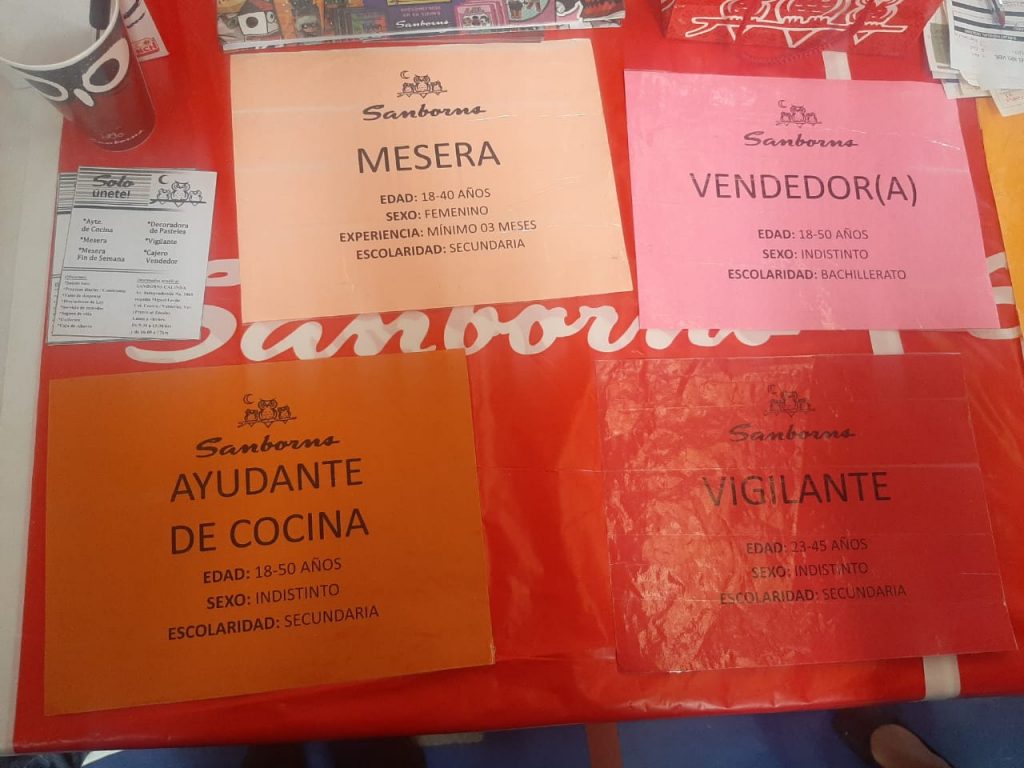 Sanborns
Sanborns
MESERA
EDAD: 18-40 AÑOS
SEXO: FEMENINO
EXPERIENCIA: MÍNIMO 03 MESES
ESCOLARIDAD: SECUNDARIA
Sanborns
VENDEDOR(A)
EDAD: 18-50 AÑOS
SEXO: INDISTINTO
ESCOLARIDAD: BACHILLERATO
Solo
únete!
*Ayte.
de Cocina
*Mesera
*Mesera
Fin de Semana
*Decoradora
de Pasteles
*Vigilante
*Cajero
Vendedor
Sanborns
Sanborns
AYUDANTE
DE COCINA
EDAD: 18-50 AÑOS
SEXO: INDISTINTO
ESCOLARIDAD: SECUNDARIA
Sanborns
VIGILANTE
EDAD: 23-45 AÑOS
SEXO: INDISTINTO
ESCOLARIDAD: SECUNDARIA